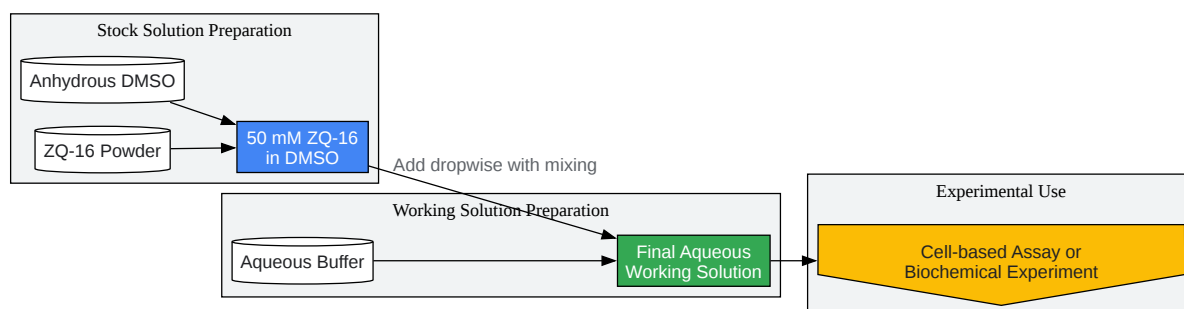 Stock Solution Preparation
Anhydrous DMSO
ZQ-16 Powder
50 mM ZQ-16
in DMSO
Add dropwise with mixing
Working Solution Preparation
Aqueous Buffer
Final Aqueous
Working Solution
Experimental Use
Cell-based Assay or
Biochemical Experiment